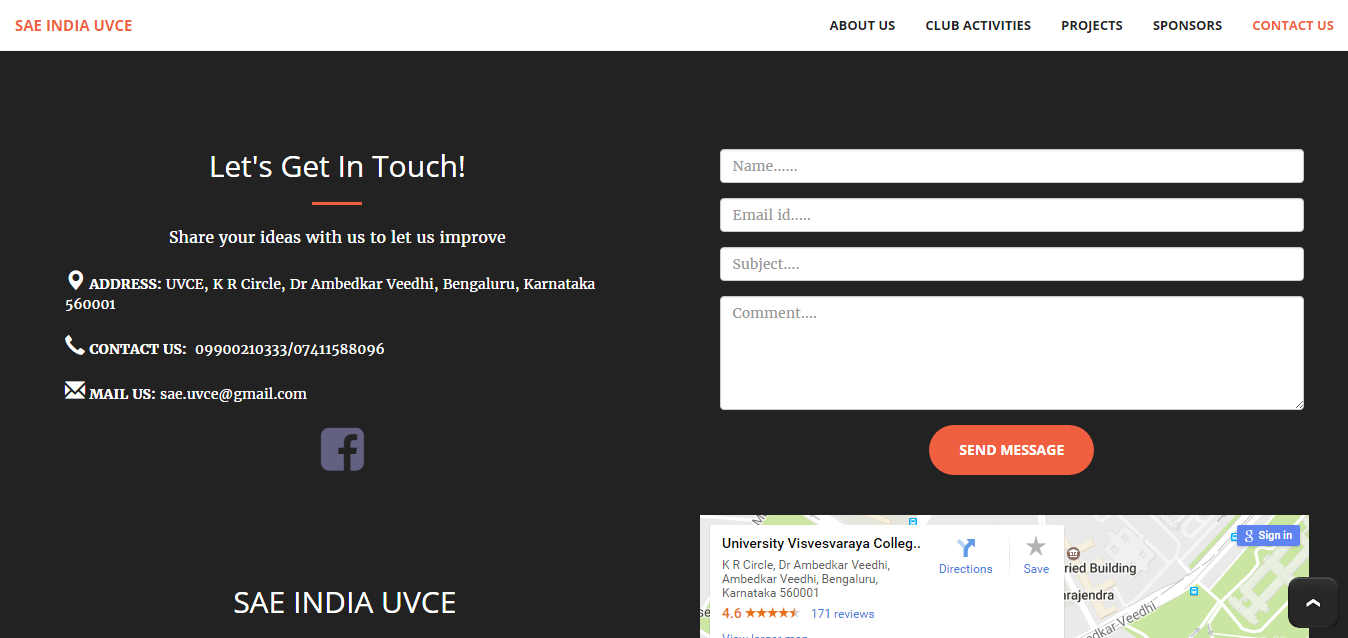 SAE INDIA UVCE
ABOUT US
CLUB ACTIVITIES
PROJECTS
SPONSORS
CONTACT US
Let's Get In Touch!
Share your ideas with us to let us improve
ADDRESS: UVCE, K R Circle, Dr Ambedkar Veedhi, Bengaluru, Karnataka
560001
CONTACT US: 09900210333/07411588096
MAIL US: sae.uvce@gmail.com
SAE INDIA UVCE
Name......
Email id.....
Subject....
Comment....
SEND MESSAGE
University Visvesvaraya Colleg..
K R Circle, Dr Ambedkar Veedhi,
Ambedkar Veedhi, Bengaluru,
Karnataka 560001
4.6
171 reviews
View larger map
Directions
Save
Sign in
ried Building
arajendra
dkar Veedhi